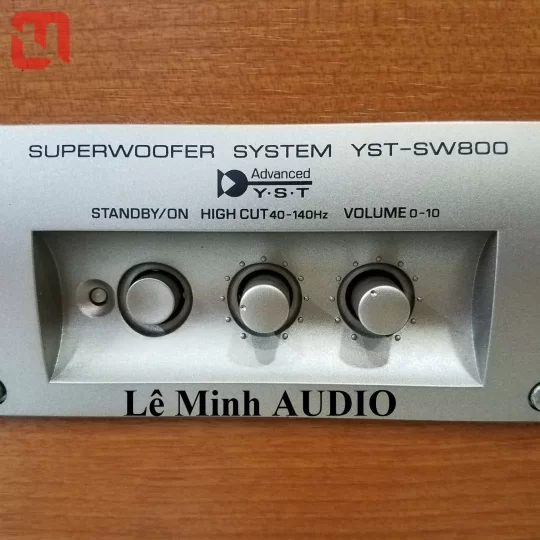 SUPERWOOFER SYSTEM YST-SW800
Advanced
Y·S·T
STANDBY/ON HIGH CUT 40-140Hz VOLUME 0-10
Lê Minh AUDIO